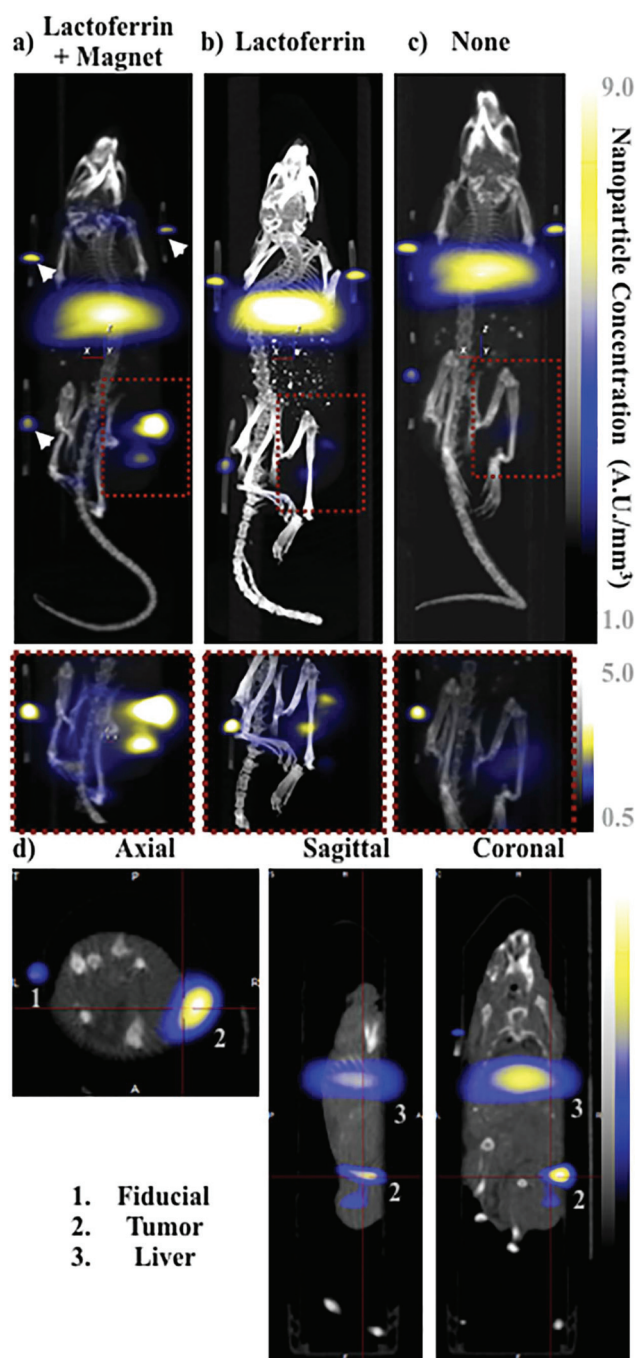 a) Lactoferrin + Magnet
b) Lactoferrin
c) None
9.0
Nanoparticle Concentration (A.U./mm³)
1.0
X Y
X
Z
X Y
5.0
0.5
d) Axial
Sagittal
Coronal
P
L
R
A
1
2
3
2
3
2
1. Fiducial
2. Tumor
3. Liver